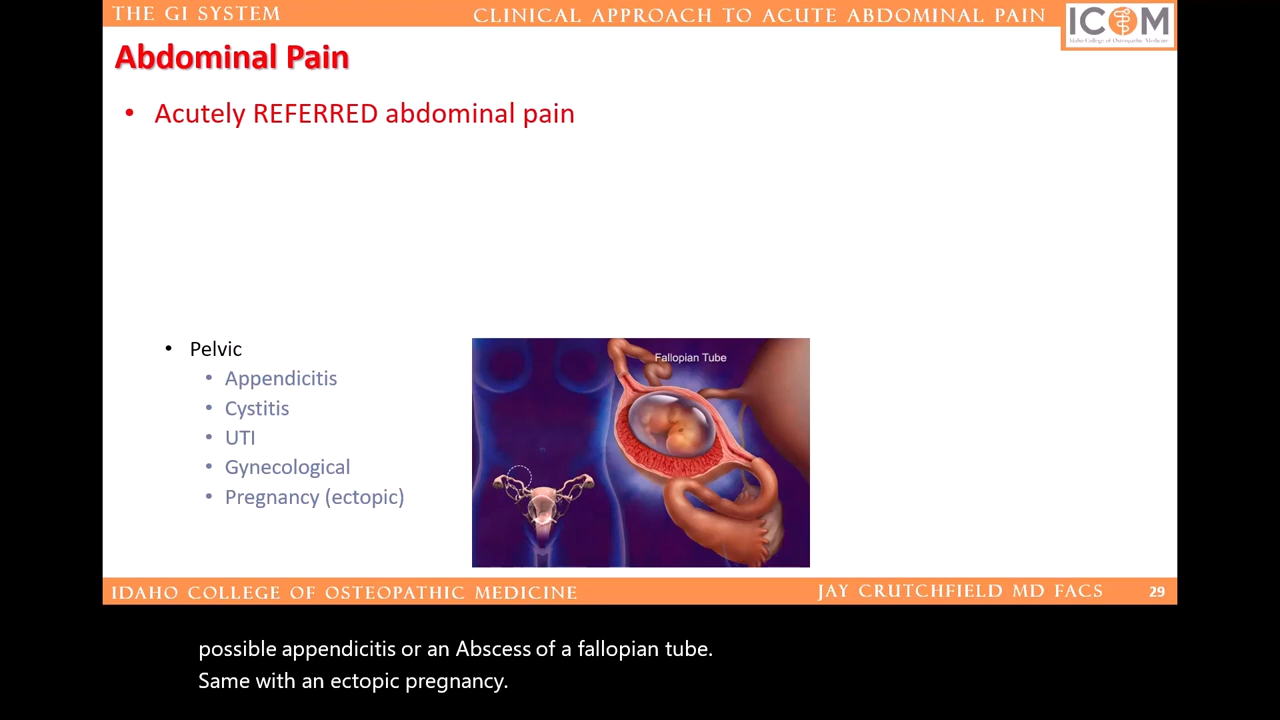 THE GI SYSTEM
CLINICAL APPROACH TO ACUTE ABDOMINAL PAIN
ICOM
Idaho College of Osteopathic Medicine
Abdominal Pain
• Acutely REFERRED abdominal pain
• Pelvic
• Appendicitis
• Cystitis
• UTI
• Gynecological
• Pregnancy (ectopic)
Fallopian Tube
IDAHO COLLEGE OF OSTEOPATHIC MEDICINE
JAY CRUTCHFIELD MD FACS
29
possible appendicitis or an Abscess of a fallopian tube.
Same with an ectopic pregnancy.